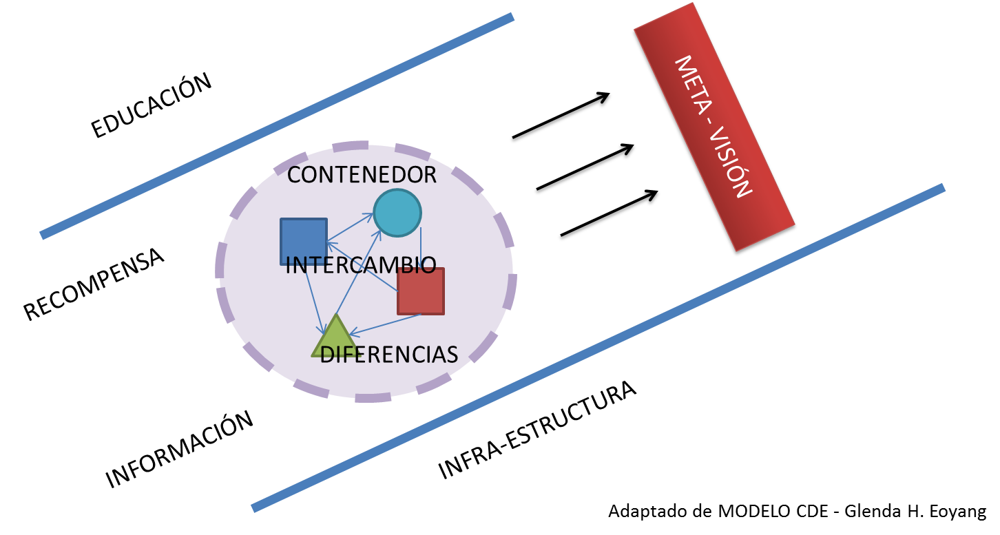 EDUCACIÓN
META - VISIÓN
CONTENEDOR
RECOMPENSA
INTERCAMBIO
DIFERENCIAS
INFORMACIÓN
INFRA-ESTRUCTURA
Adaptado de MODELO CDE - Glenda H. Eoyang